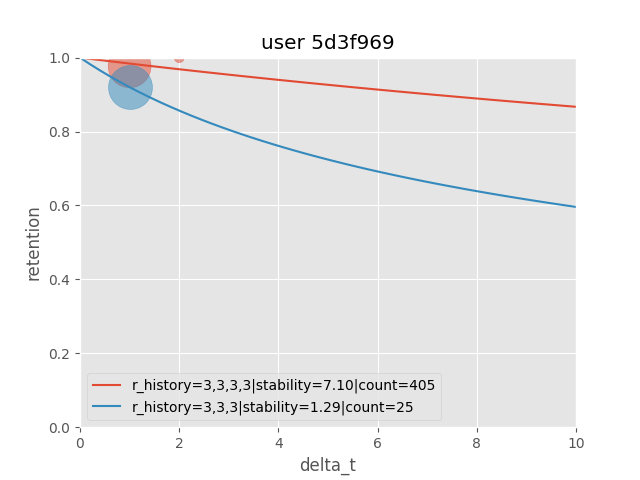 user 5d3f969
1.0
0.8
0.6
0.4
0.2
0.0
retention
r_history=3,3,3,3|stability=7.10|count=405
r_history=3,3,3|stability=1.29|count=25
0 2 4 6 8 10
delta_t